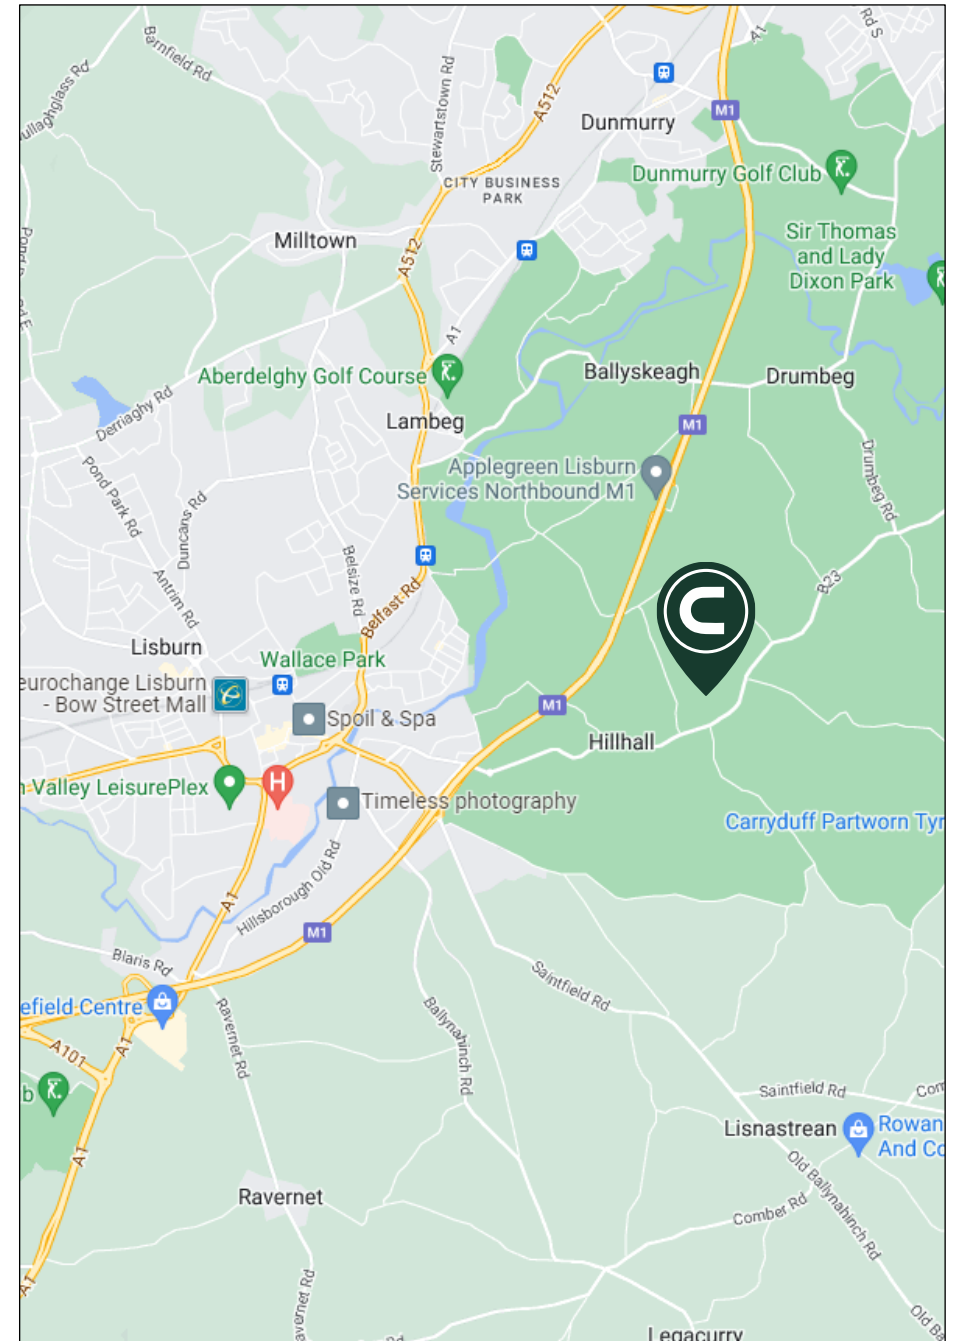 Barnfield Rd
Rd S
A1
Stewartstown Rd
A512
Dunmurry
M1
CITY BUSINESS
PARK
Dunmurry Golf Club
Milltown
A512
Sir Thomas
and Lady
Dixon Park
A1
Aberdelghy Golf Course
Ballyskeagh
Drumbeg
Derriaghy Rd
Lambeg
M1
Pond Park Rd
Applegreen Lisburn
Services Northbound M1
Drumbeg Rd
Duncans Rd
Belsize Rd
Antrim Rd
Belfast Rd
B23
C
Lisburn
Wallace Park
eurochange Lisburn
- Bow Street Mall
Spoil & Spa
M1
Hillhall
n Valley LeisurePlex
H
Timeless photography
Carryduff Partworn Tyr
Hillsborough Old Rd
A1
M1
Blaris Rd
Saintfield Rd
efield Centre
Ravernet Rd
Ballynahinch Rd
A101
A1
b
Saintfield Rd
Com
Lisnastrean
Rowan
And Co
A1
Old Ballynahinch Rd
Ravernet
Comber Rd
A1
avernet Rd
Old Ba
Legacurry